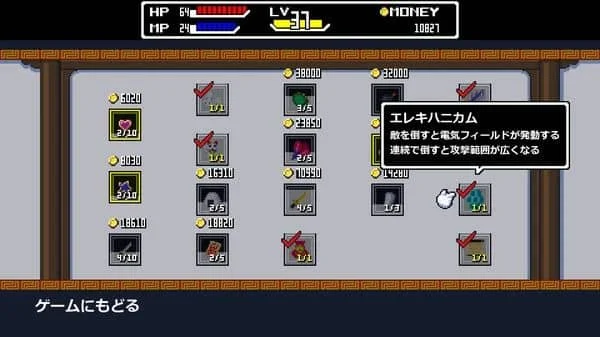 HP 64 LV 37 MONEY
MP 24 10827
38000 32000
6020
2/10 1/1 3/5
エレキハニカム
敵を倒すと電気フィールドが発動する
連続で倒すと攻撃範囲が広くなる
23850
8030
1/1 2/5
16310 70990 14280
2/10 2/5 4/5 1/3 1/1
18610 18820
4/10 2/5 1/1 1/1
ゲームにもどる